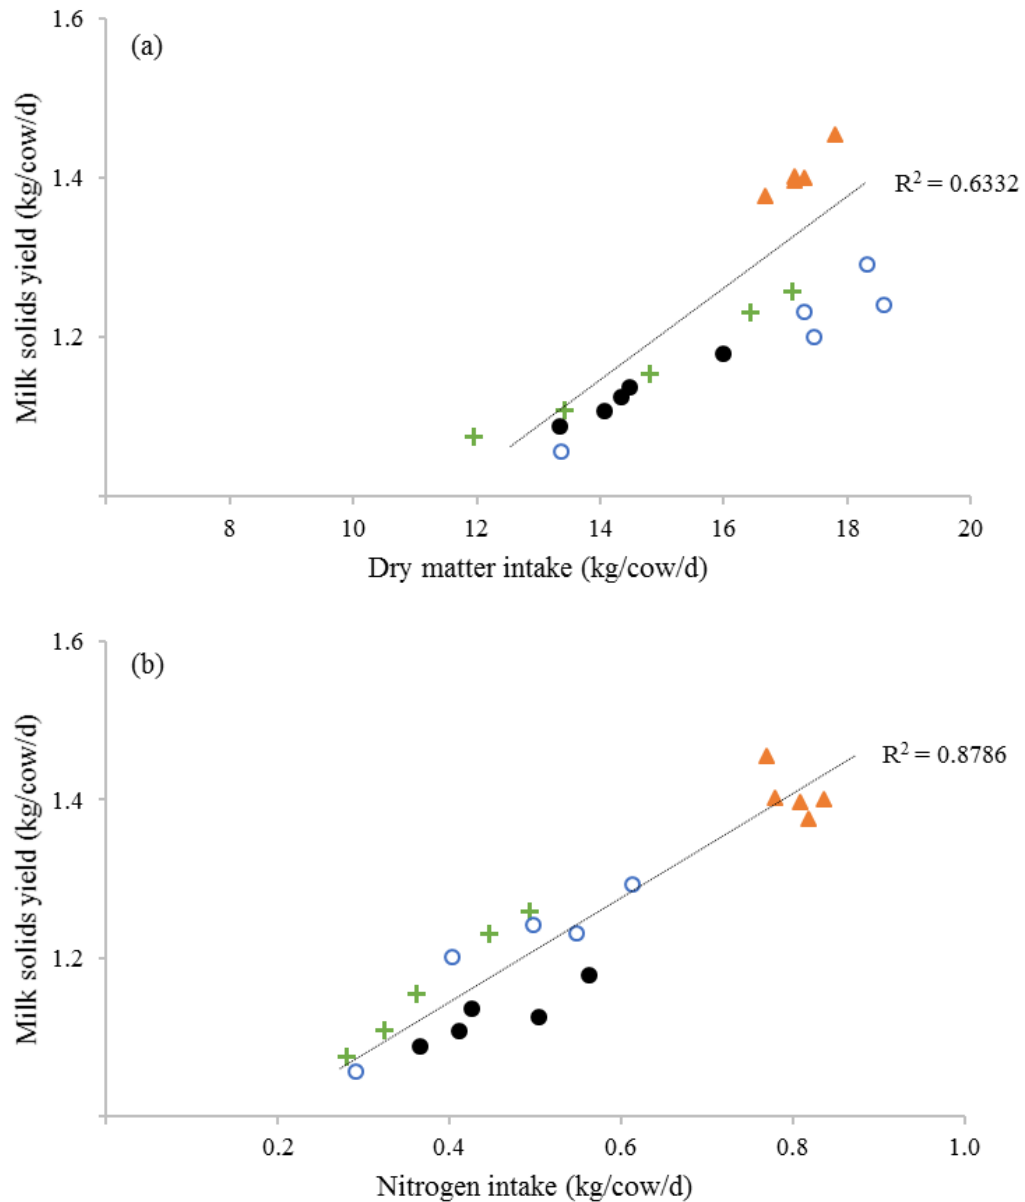 1.6
(a)
Milk solids yield (kg/cow/d)
1.4
R² = 0.6332
1.2
8 10 12 14 16 18 20
Dry matter intake (kg/cow/d)
1.6
(b)
Milk solids yield (kg/cow/d)
R² = 0.8786
1.4
1.2
0.2 0.4 0.6 0.8 1.0
Nitrogen intake (kg/cow/d)